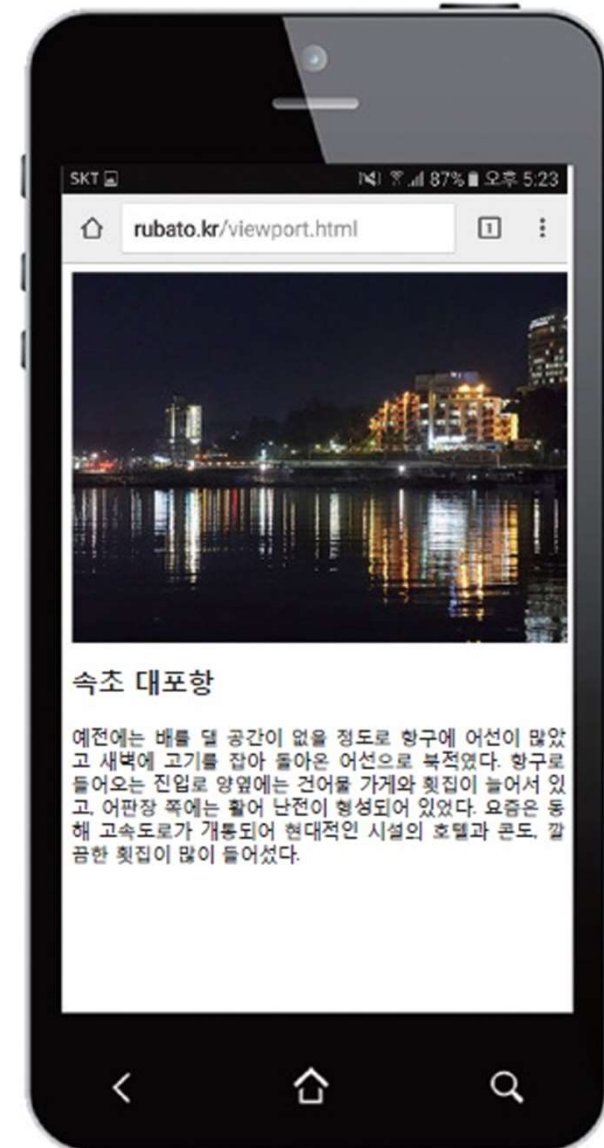 SKT 87% 오후 5:23
rubato.kr/viewport.html 1
속초 대포항
예전에는 배를 댈 공간이 없을 정도로 항구에 어선이 많았
고 새벽에 고기를 잡아 돌아온 어선으로 북적였다. 항구로
들어오는 진입로 양옆에는 건어물 가게와 횟집이 늘어서 있
고, 어판장 쪽에는 활어 난전이 형성되어 있었다. 요즘은 동
해 고속도로가 개통되어 현대적인 시설의 호텔과 콘도, 깔
끔한 횟집이 많이 들어섰다.